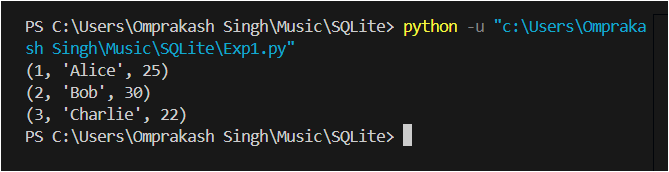 PS C:\Users\Omprakash Singh\Music\SQLite> python -u "c:\Users\Ompraka
sh Singh\Music\SQLite\Exp1.py"
(1, 'Alice', 25)
(2, 'Bob', 30)
(3, 'Charlie', 22)
PS C:\Users\Omprakash Singh\Music\SQLite>